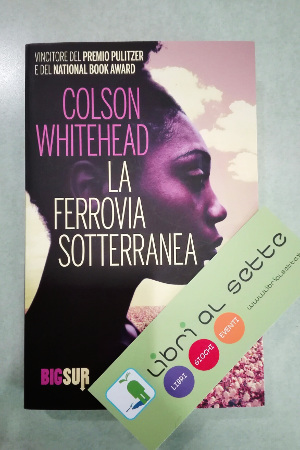 VINCITORE DEL PREMIO PULITZER
E DEL NATIONAL BOOK AWARD
COLSON
WHITEHEAD
LA
FERROVIA
SOTTERRANEA
BIGSUR
LIBRI AL SETTE
LIBRI
GIOCHI
EVENTI